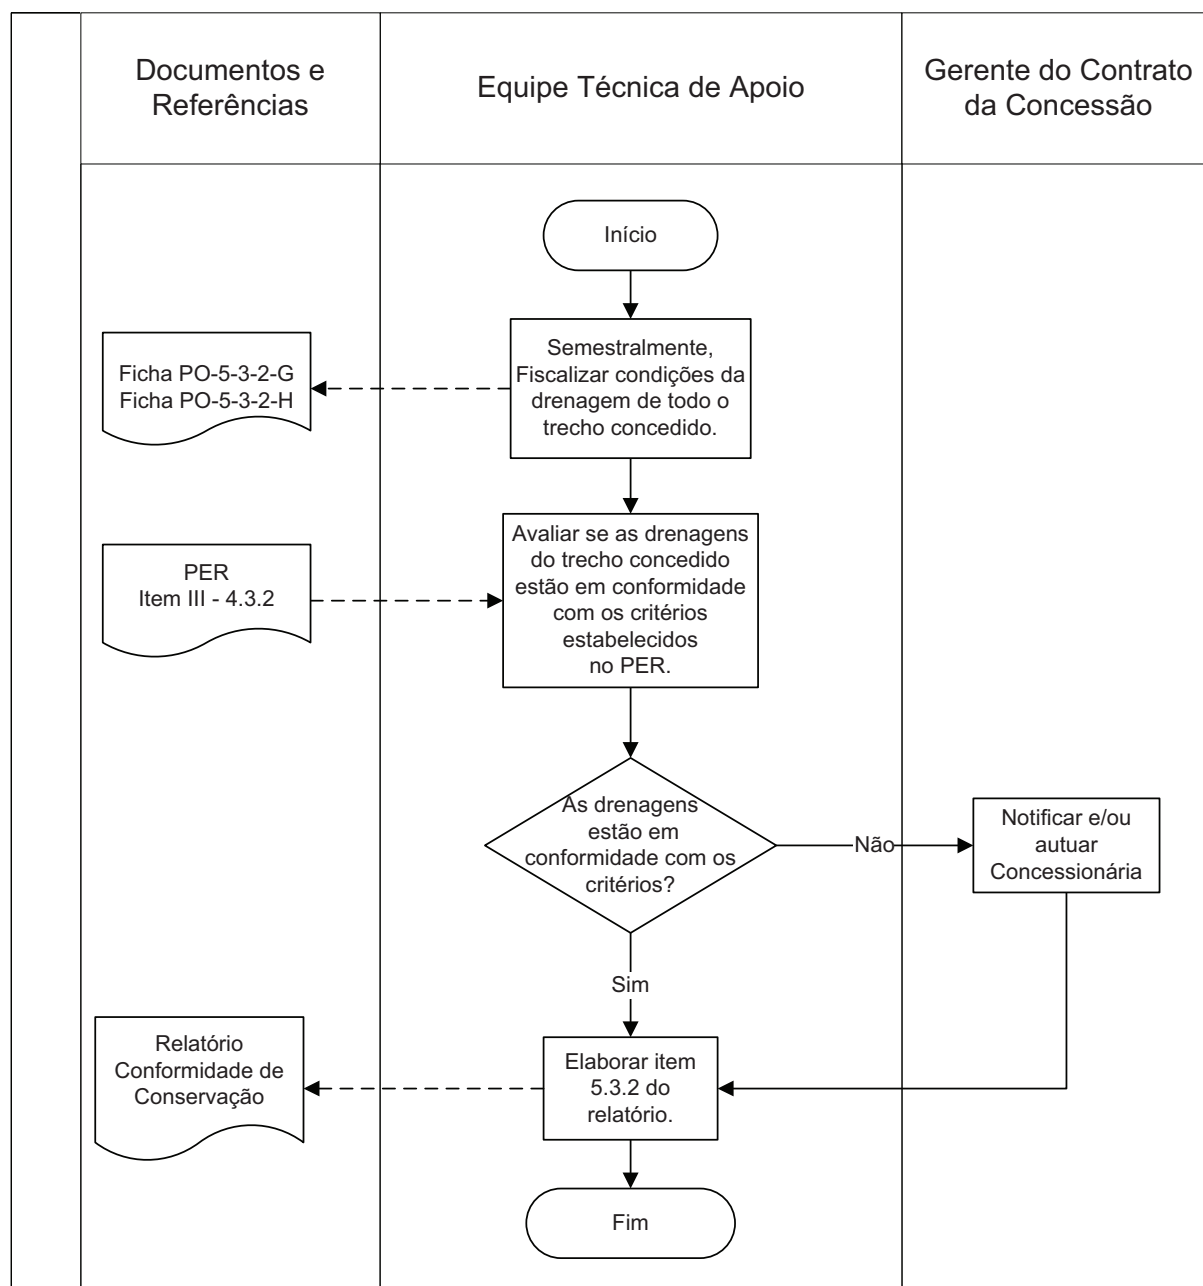 Documentos e
Referências
Equipe Técnica de Apoio
Gerente do Contrato
da Concessão
Início
Semestralmente,
Fiscalizar condições da
drenagem de todo o
trecho concedido.
Ficha PO-5-3-2-G
Ficha PO-5-3-2-H
Avaliar se as drenagens
do trecho concedido
estão em conformidade
com os critérios
estabelecidos
no PER.
PER
Item III - 4.3.2
As drenagens
estão em
conformidade com os
critérios?
Não
Notificar e/ou
autuar
Concessionária
Sim
Elaborar item
5.3.2 do
relatório.
Relatório
Conformidade de
Conservação
Fim